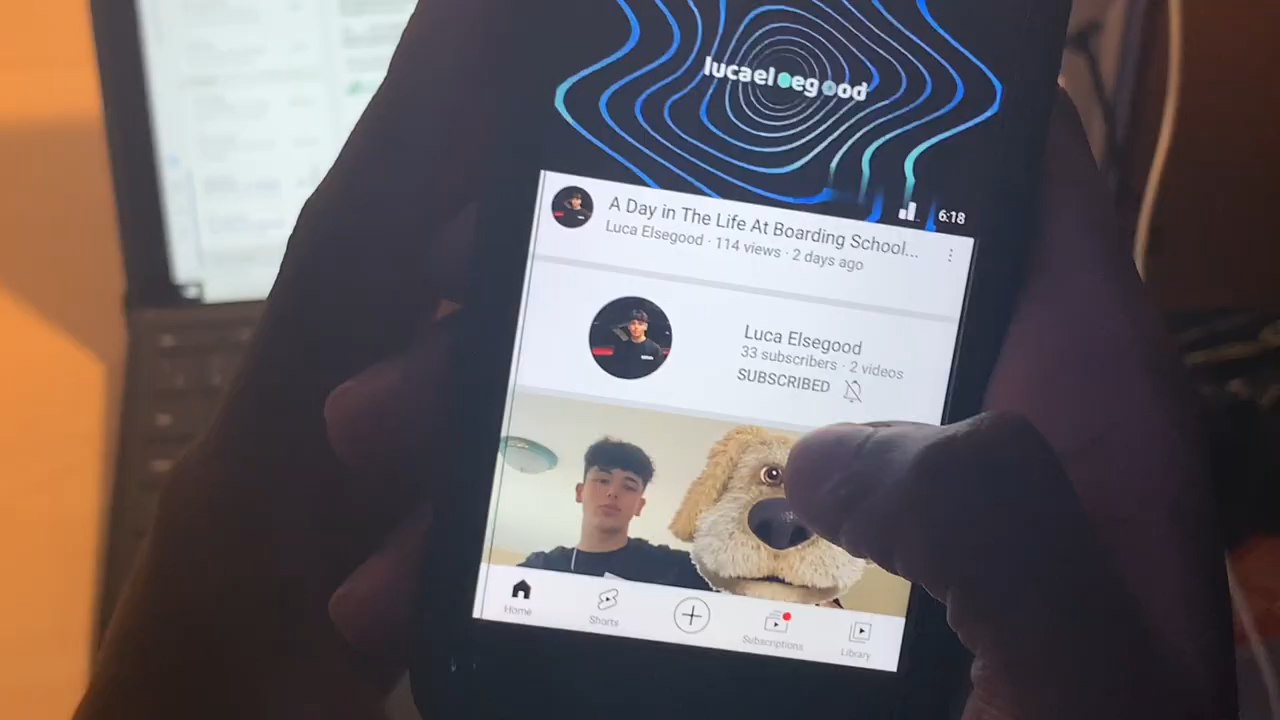 lucaelsegood
6:18
A Day in The Life At Boarding School...
Luca Elsegood · 114 views · 2 days ago
Luca Elsegood
33 subscribers · 2 videos
SUBSCRIBED
Home
Shorts
Subscriptions
Library